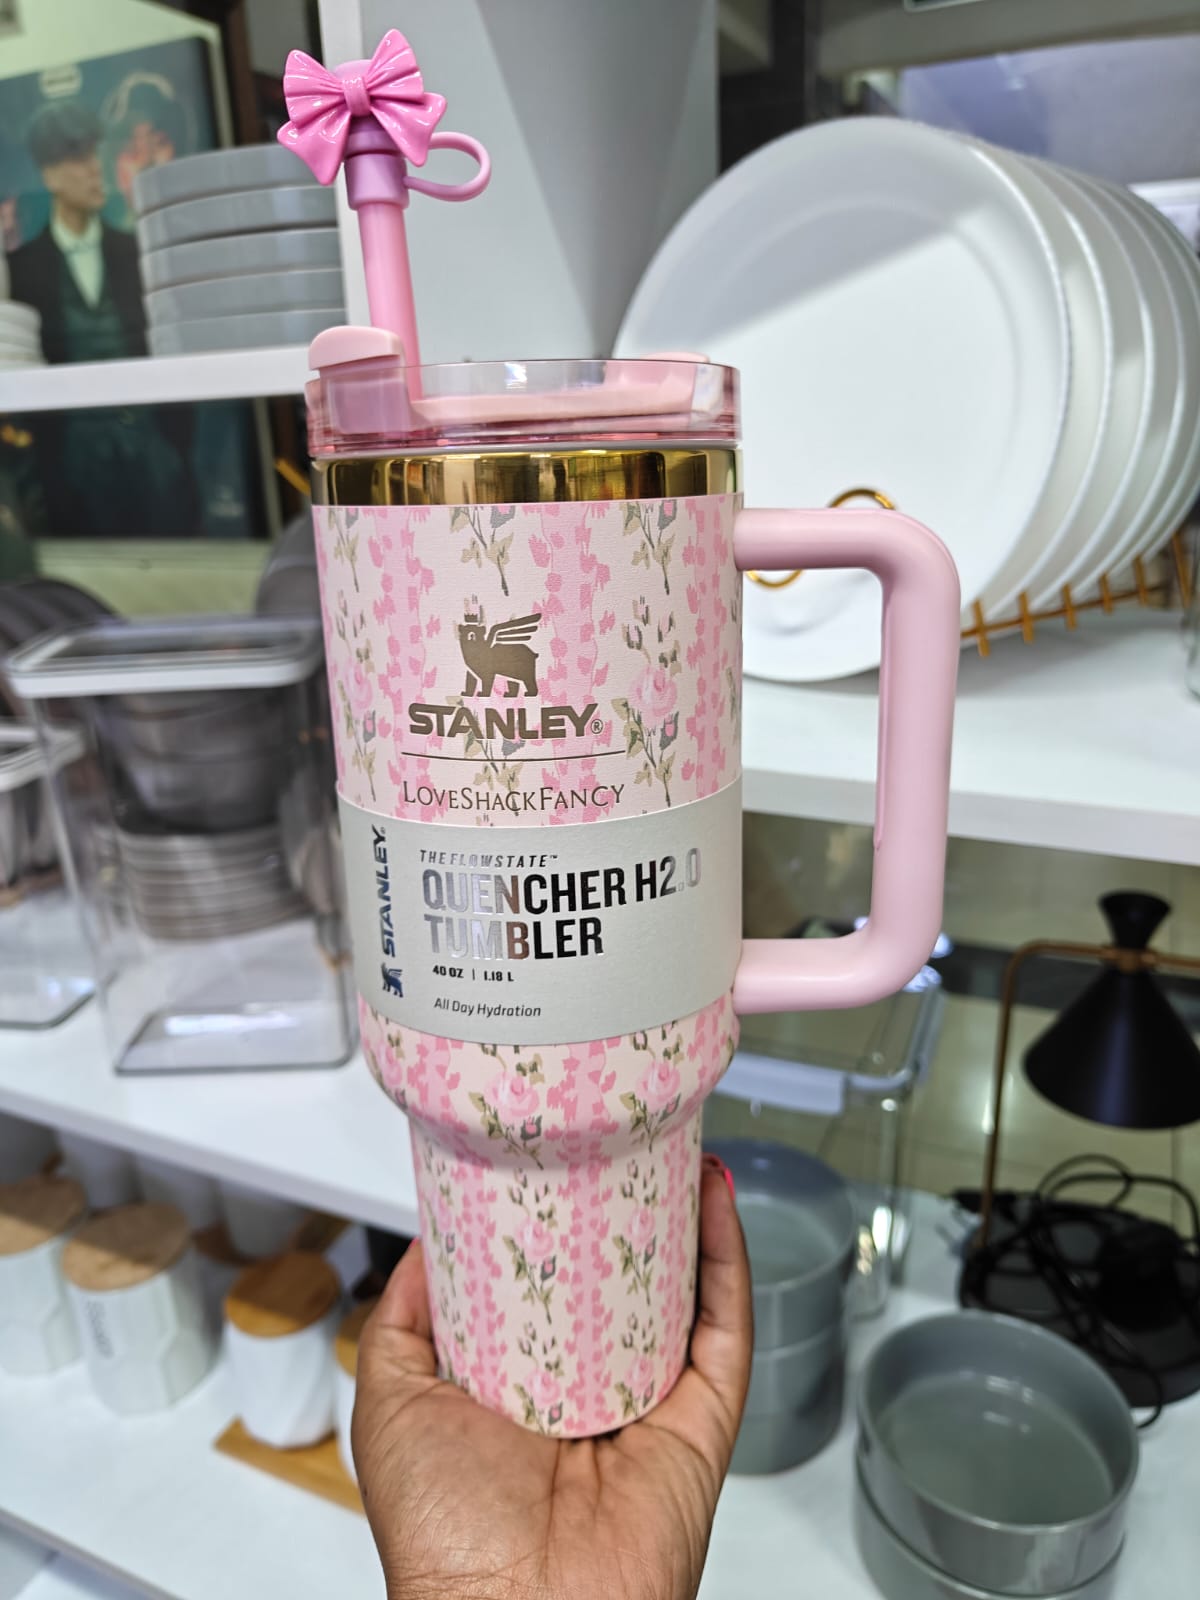 STANLEY®
LOVESHACKFANCY
STANLEY®
THE FLOWSTATE™
QUENCHER H2.0
TUMBLER
40 OZ | 1.18 L
All Day Hydration